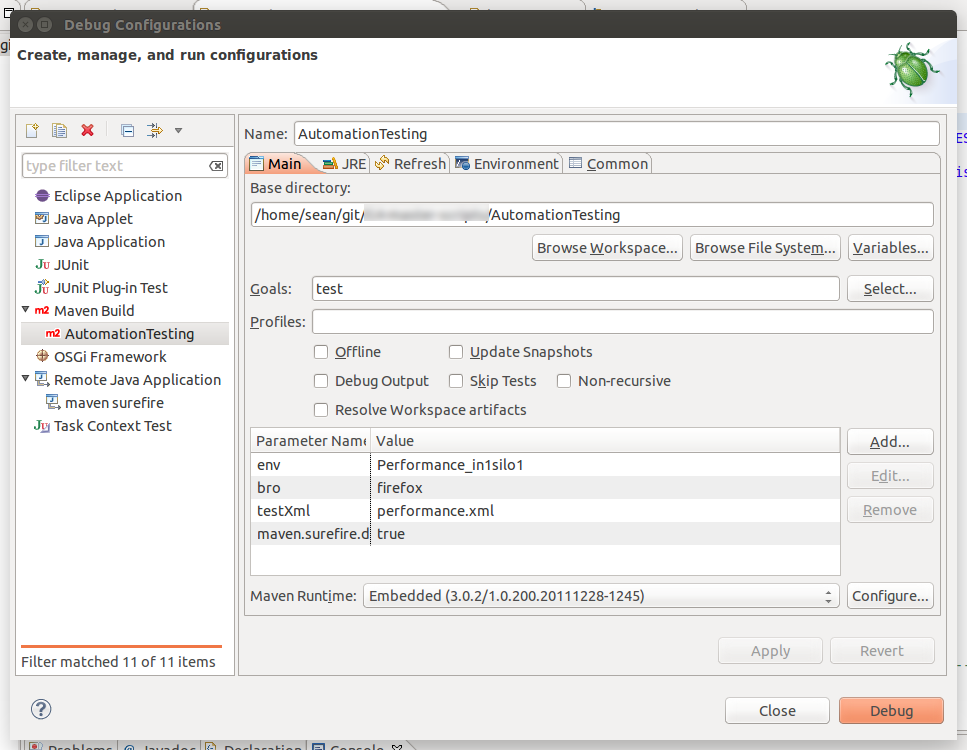 Debug Configurations
Create, manage, and run configurations
type filter text
Eclipse Application
Java Applet
Java Application
JUnit
JUnit Plug-in Test
Maven Build
AutomationTesting
OSGi Framework
Remote Java Application
maven surefire
Task Context Test
Filter matched 11 of 11 items
Name: AutomationTesting
Main JRE Refresh Environment Common
Base directory:
/home/sean/git/ /AutomationTesting
Browse Workspace... Browse File System... Variables...
Goals: test Select...
Profiles:
Offline Update Snapshots
Debug Output Skip Tests Non-recursive
Resolve Workspace artifacts
Parameter Name Value Add...
env Performance_in1silo1
bro firefox Edit...
testXml performance.xml Remove
maven.surefire.d true
Maven Runtime: Embedded (3.0.2/1.0.200.20111228-1245) Configure...
Apply Revert
Close Debug
Problems @ Javadoc Declaration Console